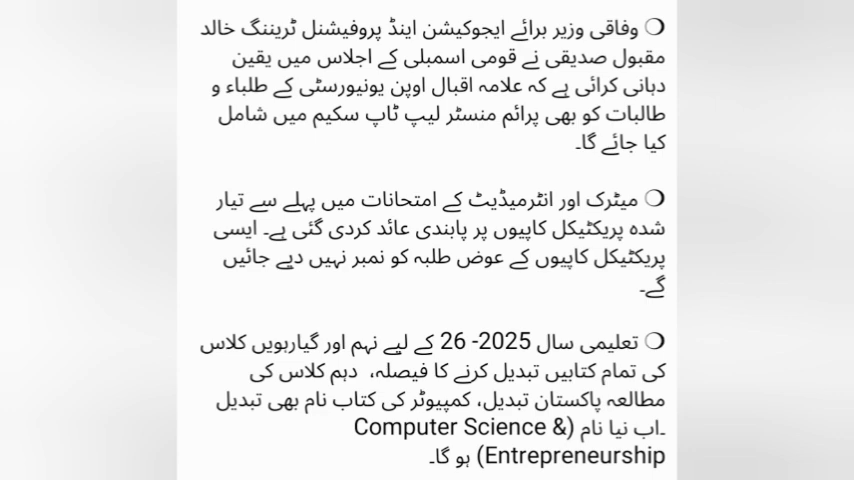 ❍ وفاقی وزیر برائے ایجوکیشن اینڈ پروفیشنل ٹریننگ خالد
مقبول صدیقی نے قومی اسمبلی کے اجلاس میں یقین
دہانی کرائی ہے کہ علامہ اقبال اوپن یونیورسٹی کے طلباء و
طالبات کو بھی پرائم منسٹر لیپ ٹاپ سکیم میں شامل
کیا جائے گا۔
❍ میٹرک اور انٹرمیڈیٹ کے امتحانات میں پہلے سے تیار
شدہ پریکٹیکل کاپیوں پر پابندی عائد کردی گئی ہے۔ ایسی
پریکٹیکل کاپیوں کے عوض طلبہ کو نمبر نہیں دیے جائیں
گے۔
❍ تعلیمی سال 2025- 26 کے لیے نہم اور گیارہویں کلاس
کی تمام کتابیں تبدیل کرنے کا فیصلہ، دہم کلاس کی
مطالعہ پاکستان تبدیل، کمپیوٹر کی کتاب نام بھی تبدیل
۔اب نیا نام (Computer Science &
Entrepreneurship) ہو گا۔